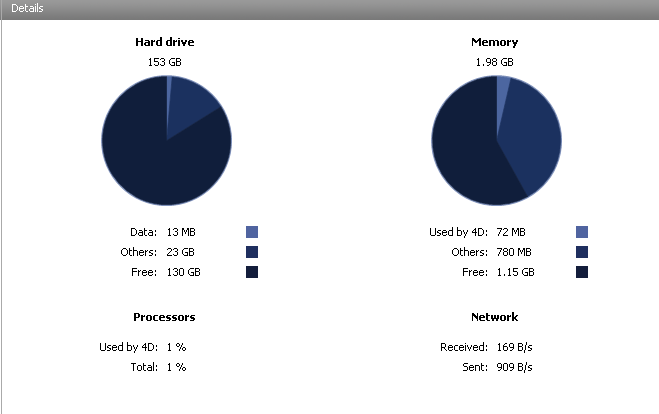 Details
Hard drive
153 GB
Data: 13 MB
Others: 23 GB
Free: 130 GB
Memory
1.98 GB
Used by 4D: 72 MB
Others: 780 MB
Free: 1.15 GB
Processors
Used by 4D: 1 %
Total: 1 %
Network
Received: 169 B/s
Sent: 909 B/s